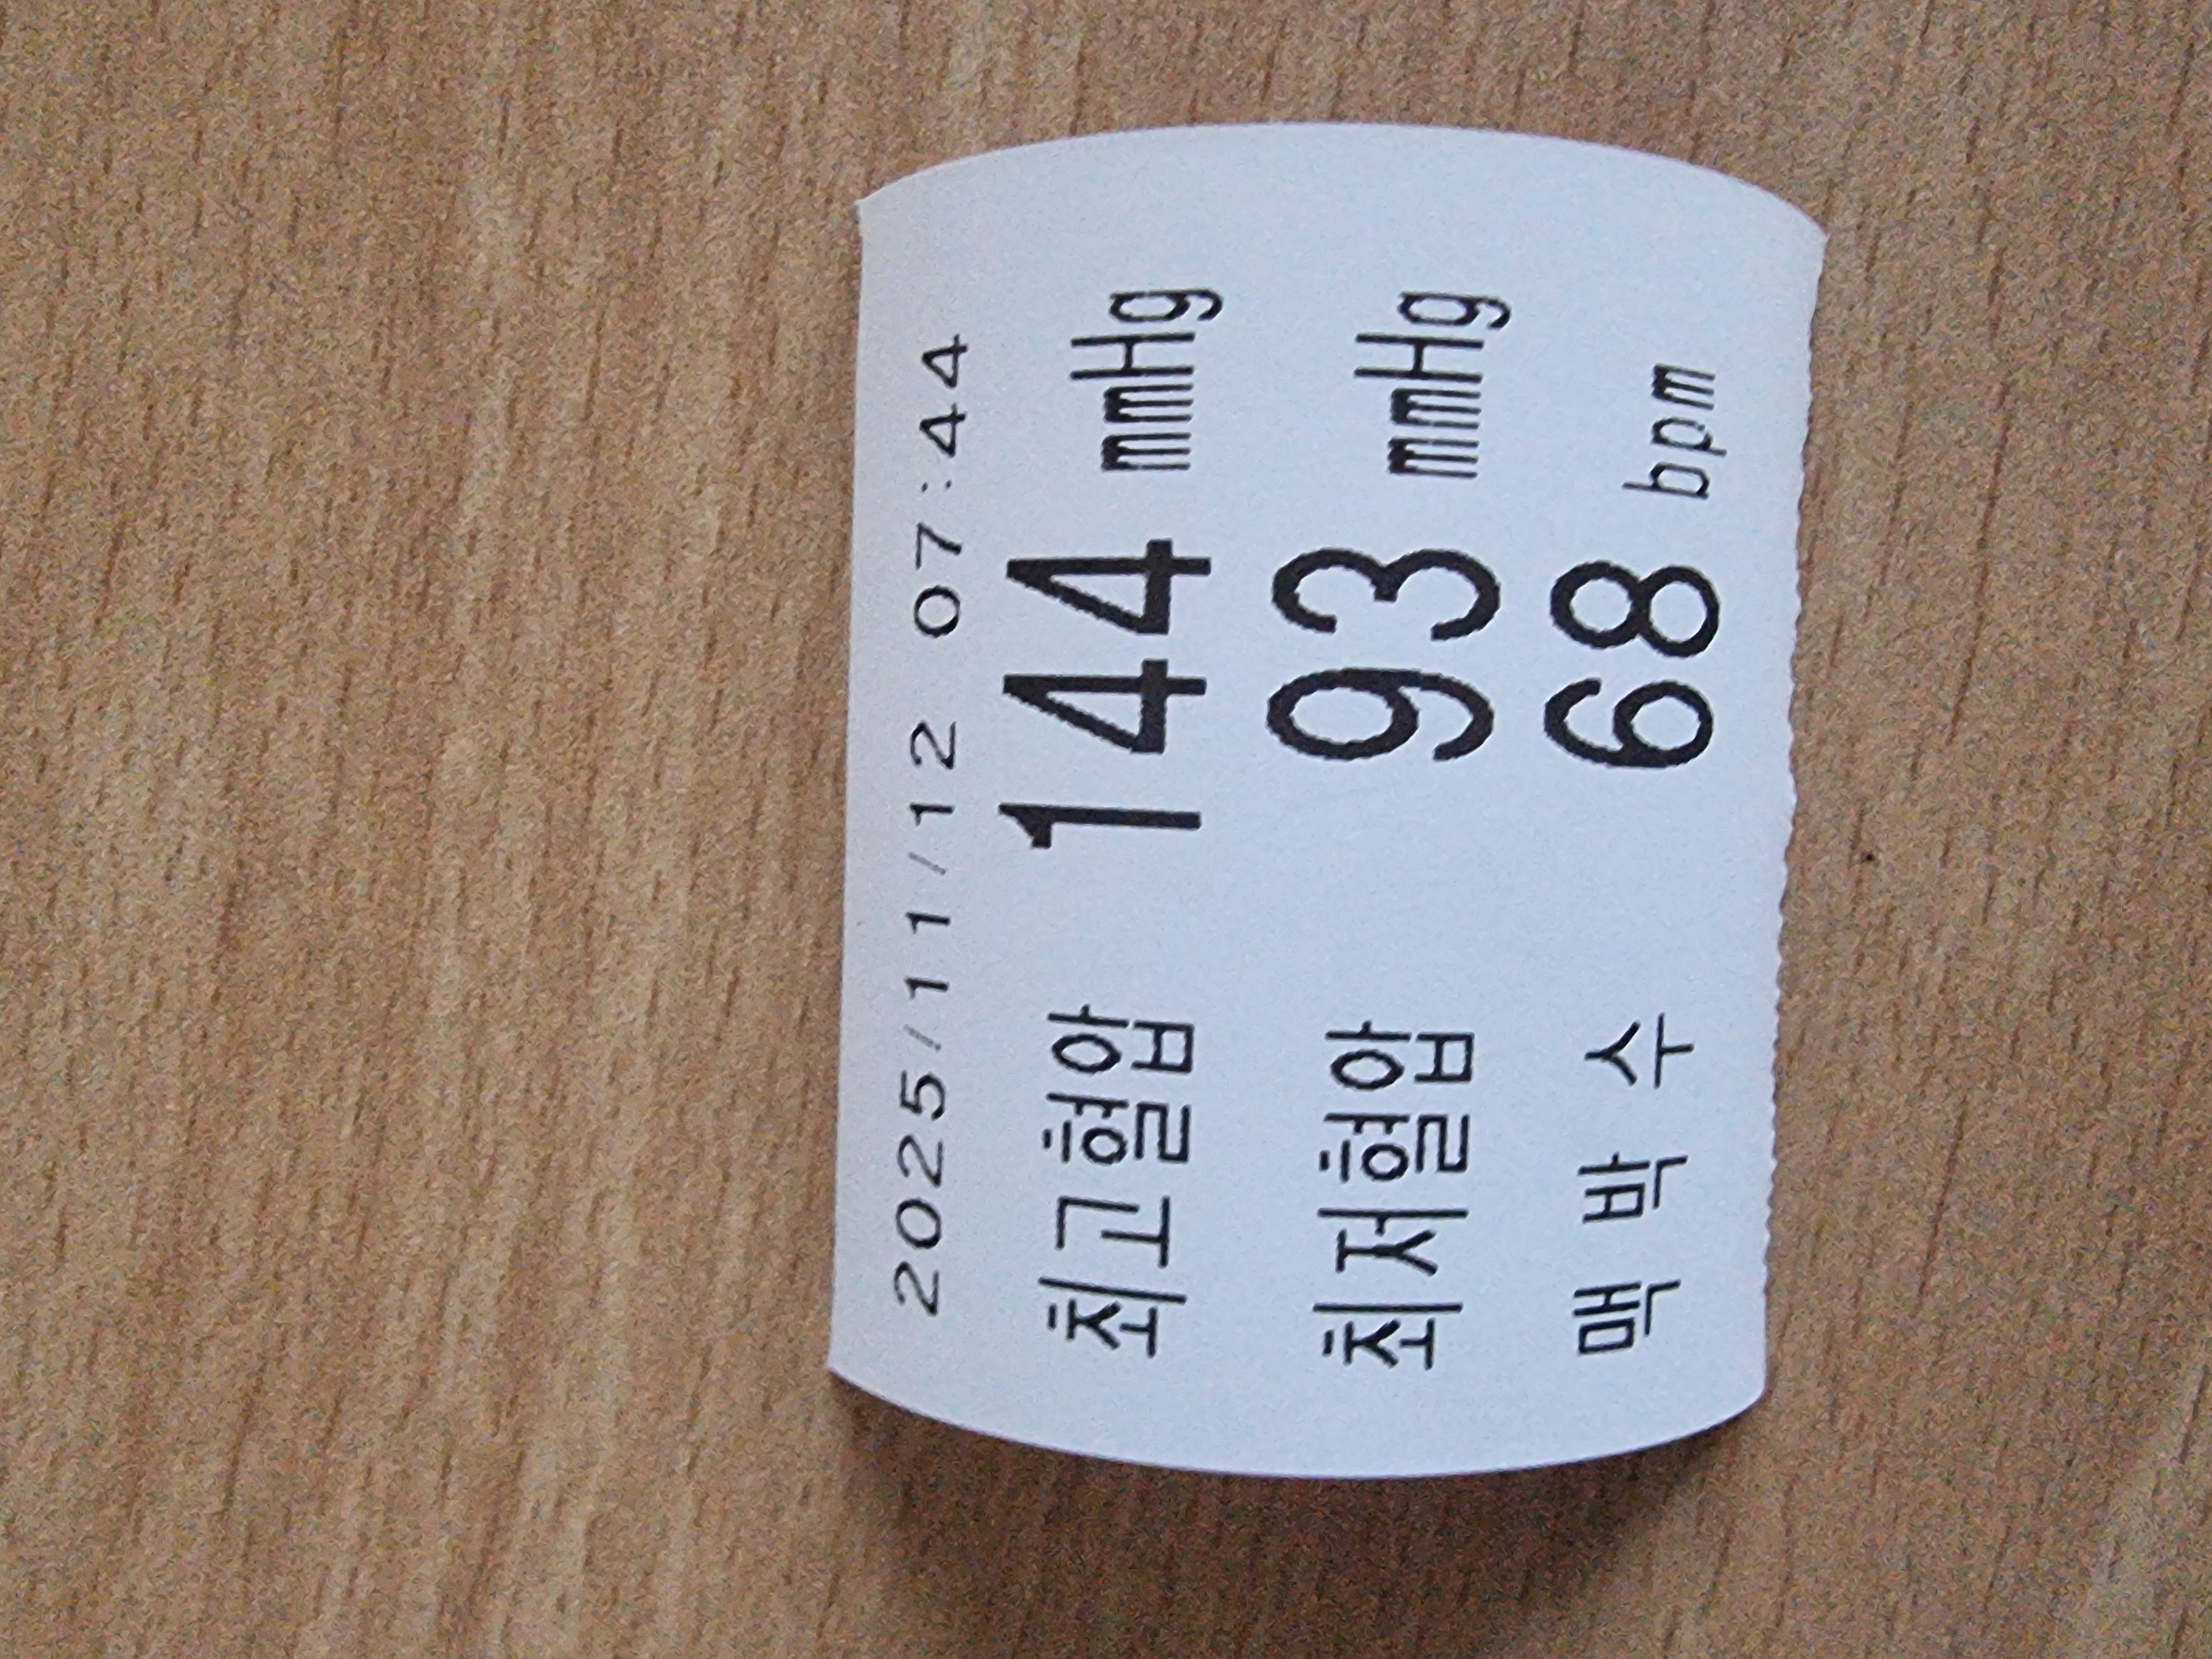 2025/11/12 07:44
최고혈압 144 mmHg
최저혈압 93 mmHg
맥 박 수 68 bpm